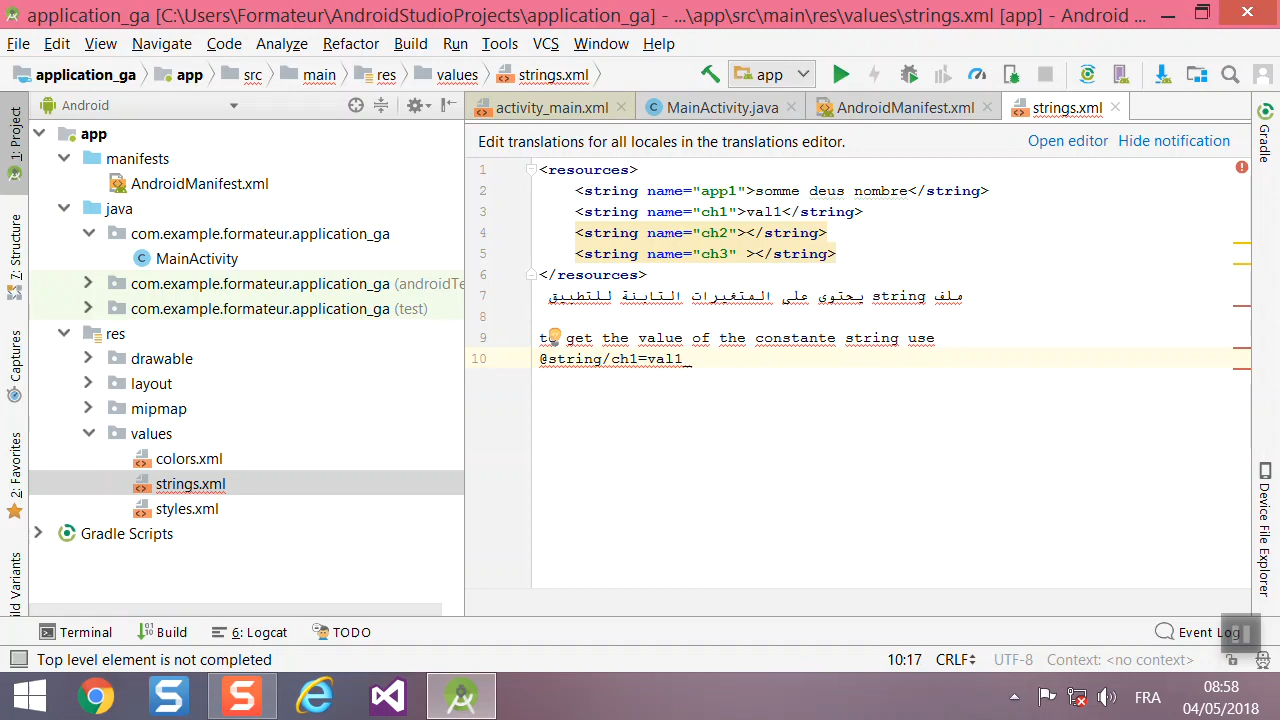 application_ga [C:\Users\Formateur\AndroidStudioProjects\application_ga] - ...\app\src\main\res\values\strings.xml [app] - Android ...
File Edit View Navigate Code Analyze Refactor Build Run Tools VCS Window Help
application_ga app src main res values strings.xml app
Android
activity_main.xml MainActivity.java AndroidManifest.xml strings.xml
1: Project
7: Structure
Captures
2: Favorites
ild Variants
app
manifests
AndroidManifest.xml
java
com.example.formateur.application_ga
MainActivity
com.example.formateur.application_ga (androidTe
com.example.formateur.application_ga (test)
res
drawable
layout
mipmap
values
colors.xml
strings.xml
styles.xml
Gradle Scripts
Edit translations for all locales in the translations editor. Open editor Hide notification
1 <resources>
2 <string name="app1">somme deus nombre</string>
3 <string name="ch1">val1</string>
4 <string name="ch2"></string>
5 <string name="ch3" ></string>
6 </resources>
7 ملف string يحتوي على المتغيرات الثابتة للتطبيق
8
9 t get the value of the constante string use
10 @string/ch1=val1_
Gradle
Device File Explorer
Terminal Build 6: Logcat TODO Event Log
Top level element is not completed 10:17 CRLF UTF-8 Context: <no context>
FRA
08:58
04/05/2018